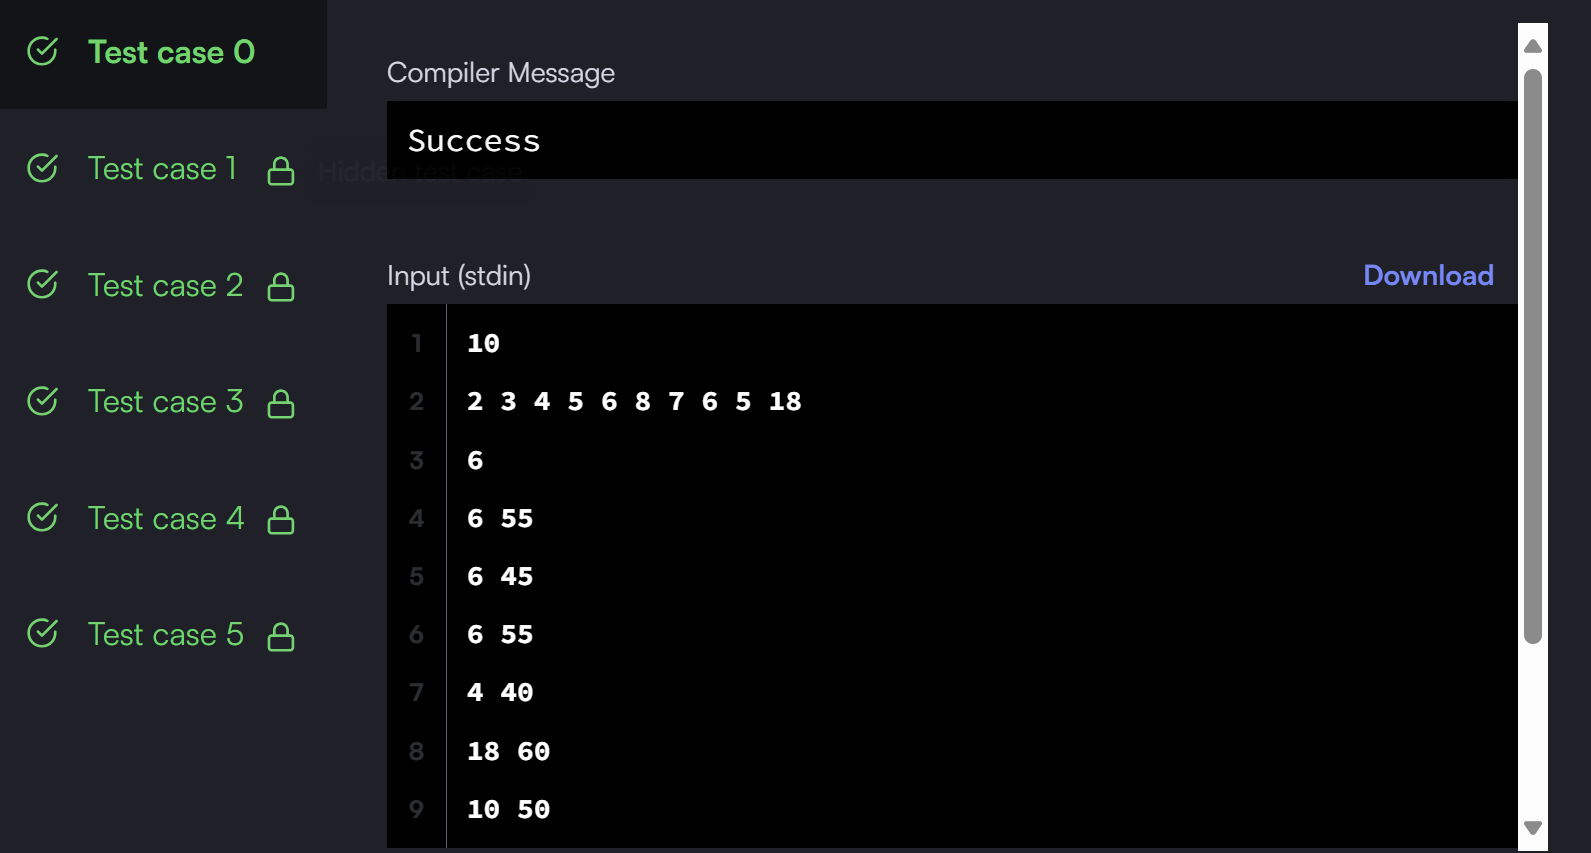 Test case 0
Test case 1
Hidden test case
Test case 2
Test case 3
Test case 4
Test case 5
Compiler Message
Success
Input (stdin)
Download
1 10
2 2 3 4 5 6 8 7 6 5 18
3 6
4 6 55
5 6 45
6 6 55
7 4 40
8 18 60
9 10 50